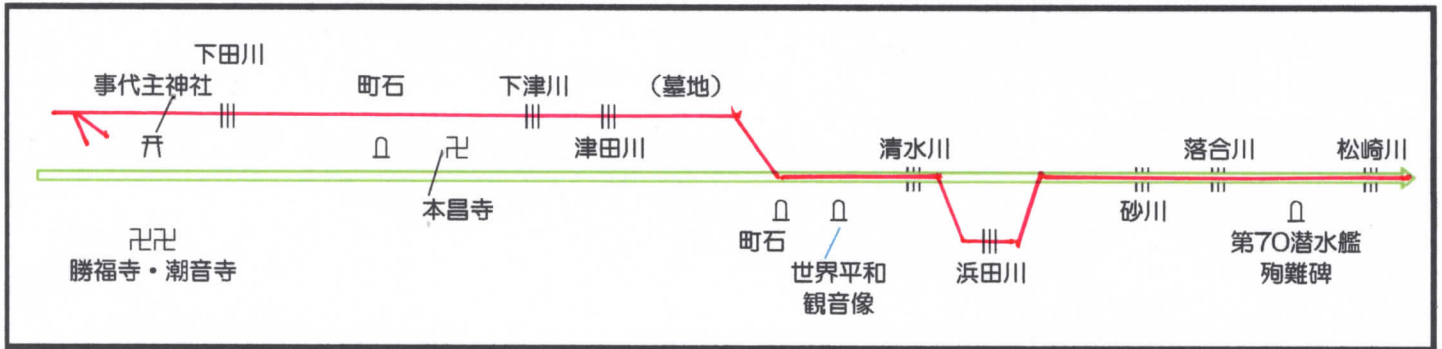 下田川
事代主神社
町石
下津川
(墓地)
津田川
清水川
落合川
松崎川
本昌寺
砂川
勝福寺・潮音寺
町石
世界平和
観音像
浜田川
第70潜水艦
殉難碑